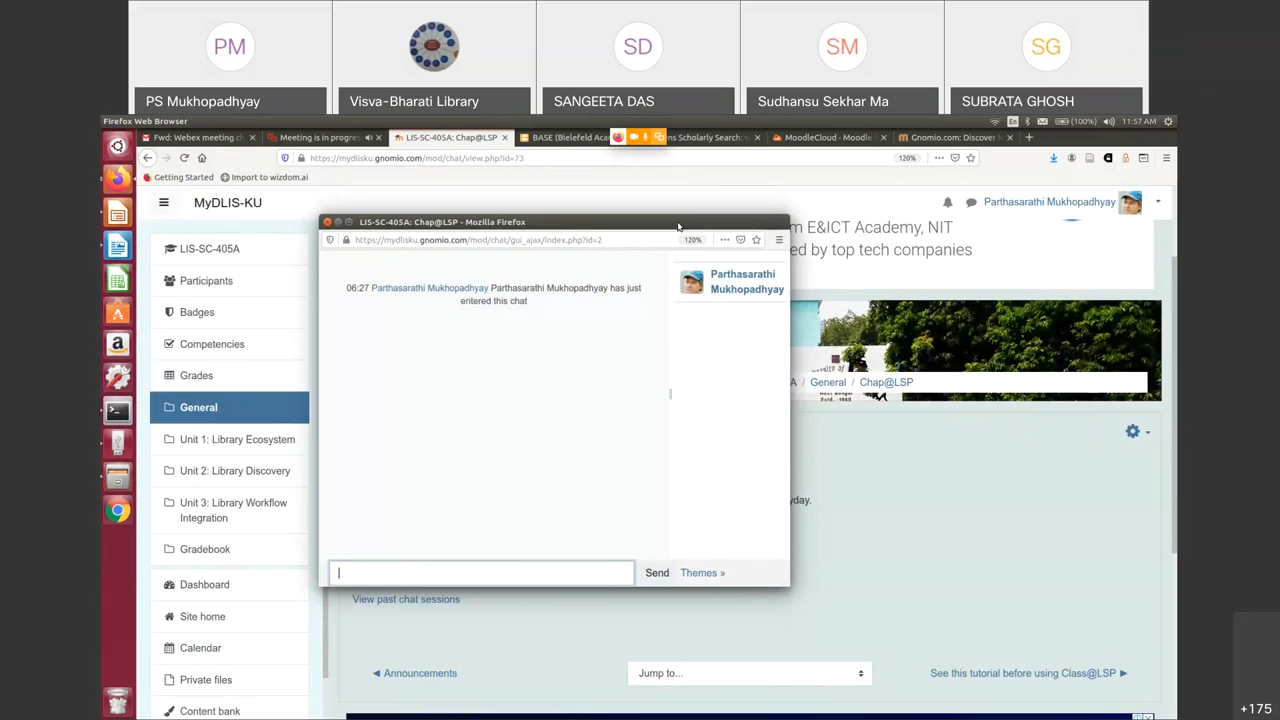 PM
SD
SM
SG
PS Mukhopadhyay
Visva-Bharati Library
SANGEETA DAS
Sudhansu Sekhar Ma
SUBRATA GHOSH
Firefox Web Browser
En
(100%)
11:57 AM
Fwd: Webex meeting ch
Meeting is in progres
LIS-SC-405A: Chap@LSP
BASE (Bielefeld Aca
ns Scholarly Search:
MoodleCloud - Moodle
Gnomio.com: Discover M
https://mydlisku.gnomio.com/mod/chat/view.php?id=73
120%
Getting Started
Import to wizdom.ai
MyDLIS-KU
Parthasarathi Mukhopadhyay
m E&ICT Academy, NIT
ed by top tech companies
LIS-SC-405A
Participants
Badges
Competencies
Grades
General
Unit 1: Library Ecosystem
Unit 2: Library Discovery
Unit 3: Library Workflow
Integration
Gradebook
Dashboard
Site home
Calendar
Private files
Content bank
LIS-SC-405A: Chap@LSP - Mozilla Firefox
https://mydlisku.gnomio.com/mod/chat/gui_ajax/index.php?id=2
120%
06:27 Parthasarathi Mukhopadhyay Parthasarathi Mukhopadhyay has just
entered this chat
Parthasarathi
Mukhopadhyay
Send
Themes »
A / General / Chap@LSP
yday.
View past chat sessions
◄ Announcements
Jump to...
See this tutorial before using Class@LSP ►
+175